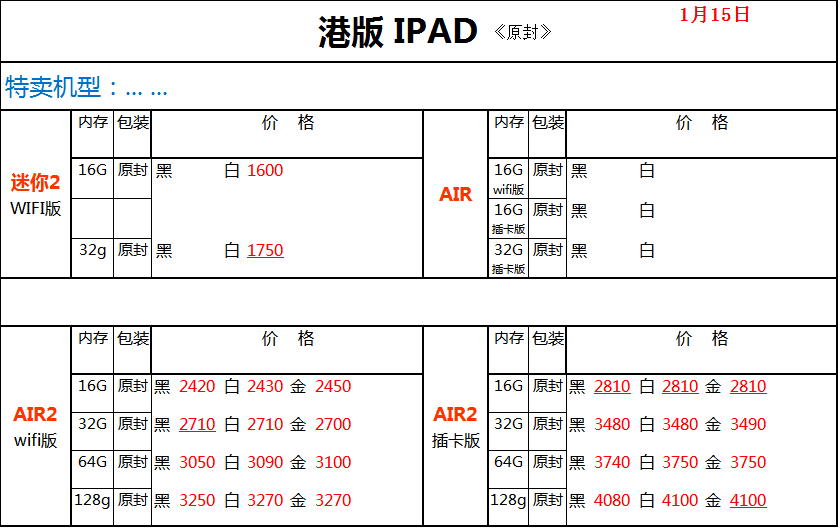 港版 IPAD 《原封》 1月15日
特卖机型：... ...
内存 包装 价 格 内存 包装 价 格
迷你2 WIFI版 16G 原封 黑 白 1600 AIR 16G wifi版 原封 黑 白
16G 插卡版 原封 黑 白
32g 原封 黑 白 1750 32G 插卡版 原封 黑 白
内存 包装 价 格 内存 包装 价 格
AIR2 wifi版 16G 原封 黑 2420 白 2430 金 2450 AIR2 插卡版 16G 原封 黑 2810 白 2810 金 2810
32G 原封 黑 2710 白 2710 金 2700 32G 原封 黑 3480 白 3480 金 3490
64G 原封 黑 3050 白 3090 金 3100 64G 原封 黑 3740 白 3750 金 3750
128g 原封 黑 3250 白 3270 金 3270 128g 原封 黑 4080 白 4100 金 4100